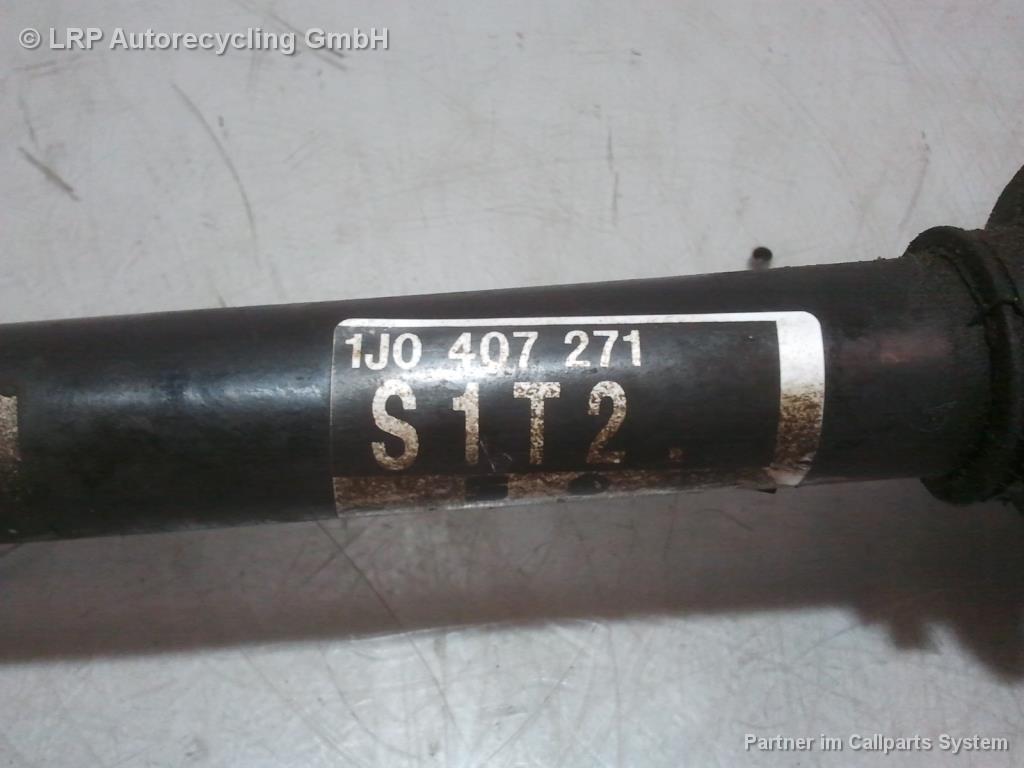 © LRP Autorecycling GmbH
1J0 407 271
S1T2
Partner im Callparts System